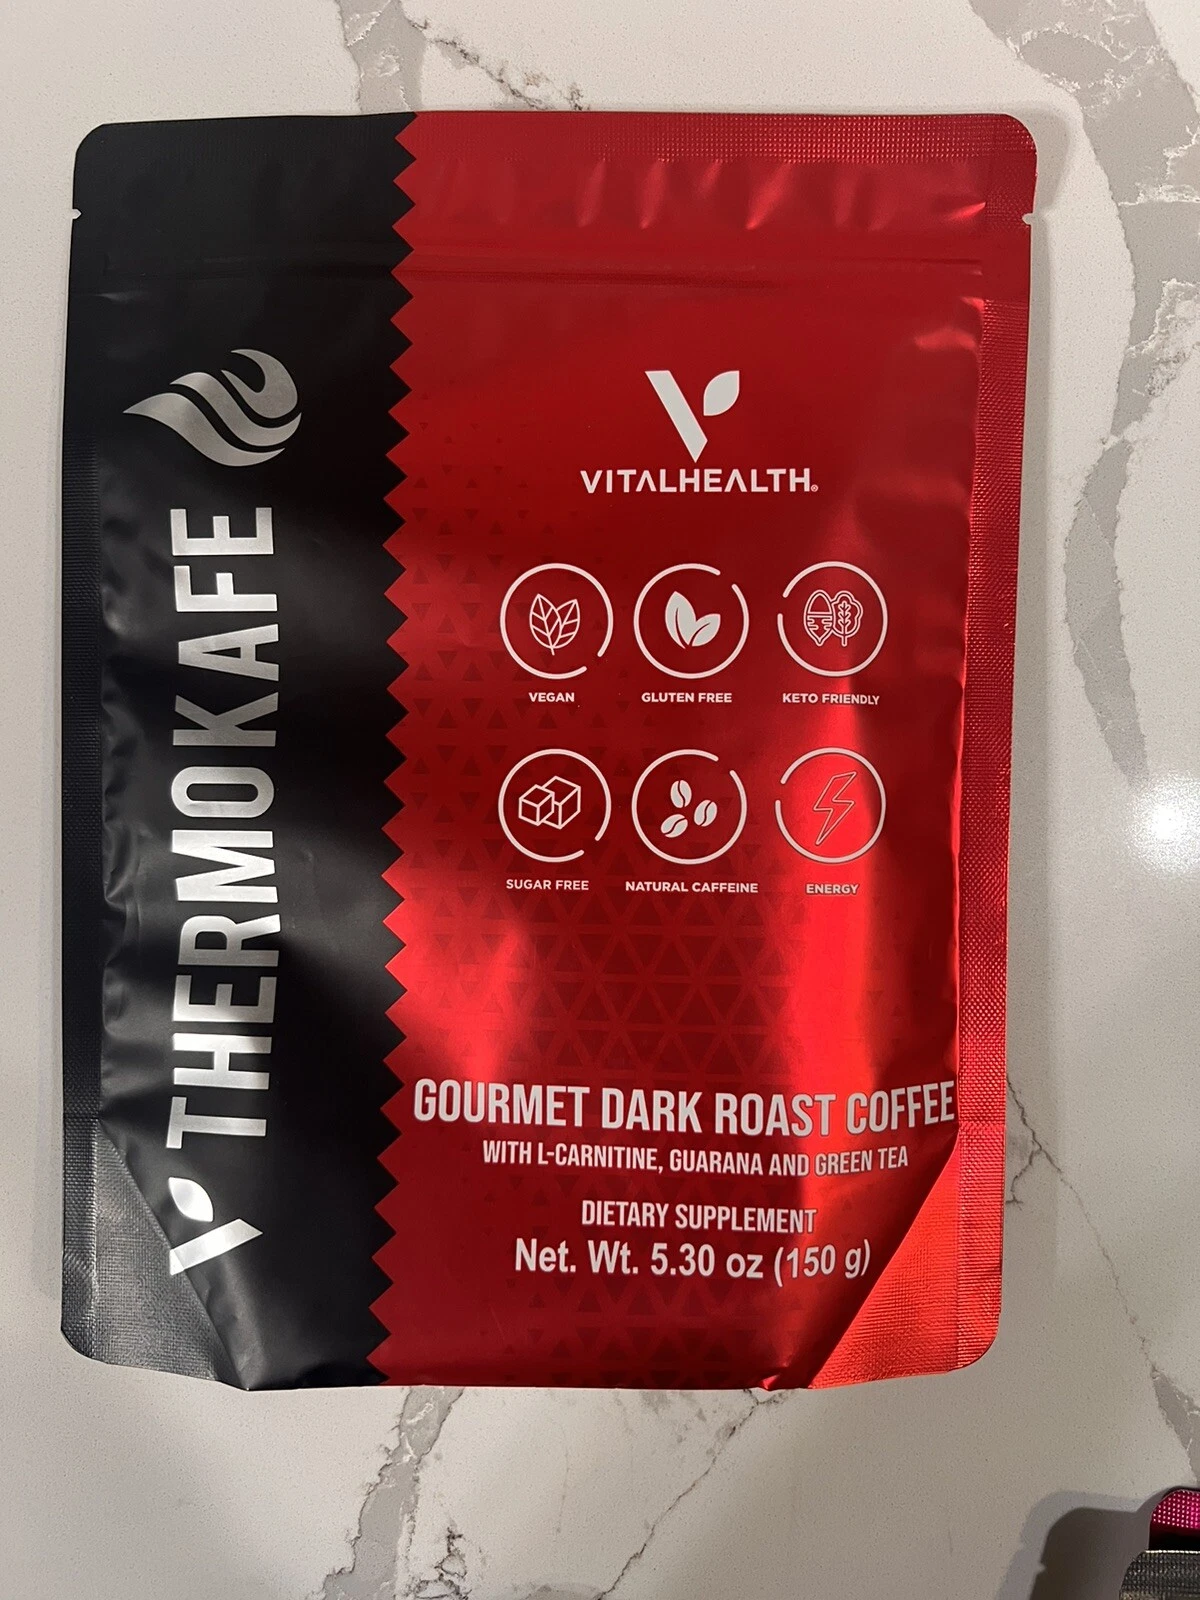 THERMOKAFE
VITALHEALTH®
VEGAN
GLUTEN FREE
KETO FRIENDLY
SUGAR FREE
NATURAL CAFFEINE
ENERGY
GOURMET DARK ROAST COFFEE
WITH L-CARNITINE, GUARANA AND GREEN TEA
DIETARY SUPPLEMENT
Net. Wt. 5.30 oz (150 g)